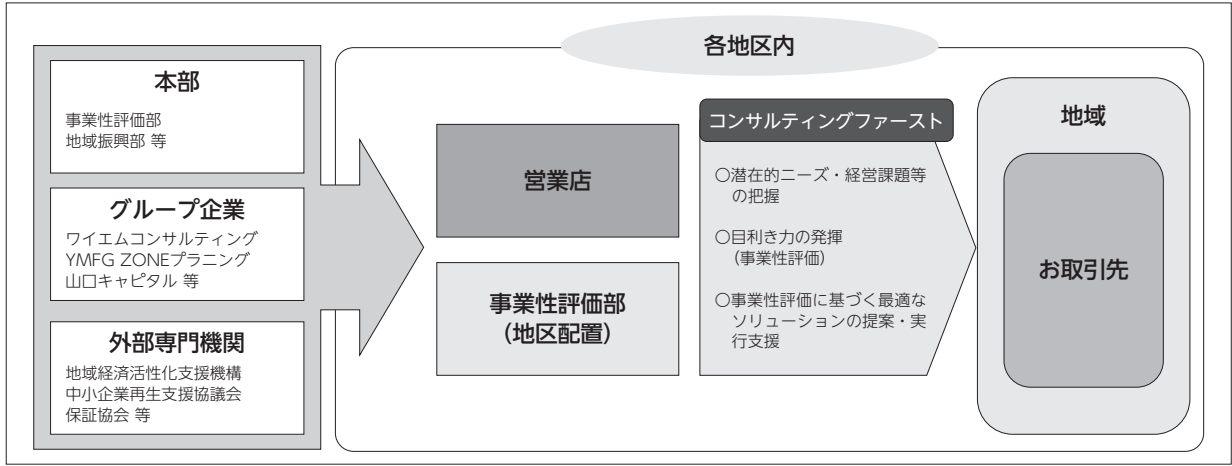 各地区内
本部
事業性評価部
地域振興部 等
グループ企業
ワイエムコンサルティング
YMFG ZONEプラニング
山口キャピタル 等
外部専門機関
地域経済活性化支援機構
中小企業再生支援協議会
保証協会 等
営業店
事業性評価部
(地区配置)
コンサルティングファースト
○潜在的ニーズ・経営課題等
の把握
○目利き力の発揮
(事業性評価)
○事業性評価に基づく最適な
ソリューションの提案・実
行支援
地域
お取引先